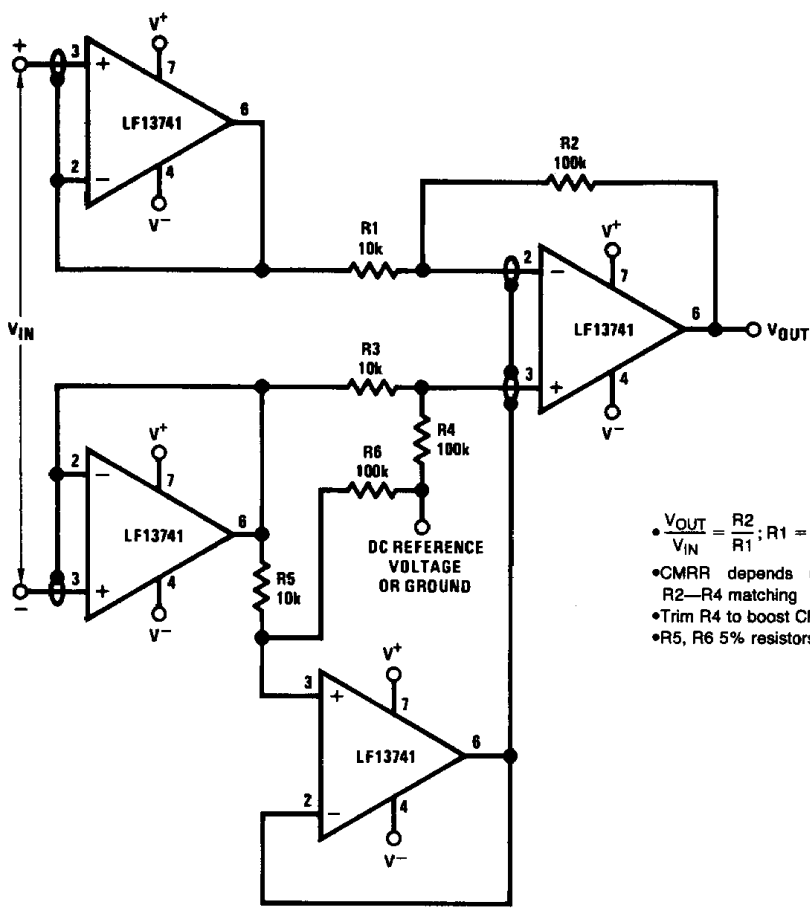 +
3
+
V+
7
6
LF13741
2
−
4
V−
R2
100k
R1
10k
V+
2
−
7
6
VOUT
LF13741
3
+
4
V−
VIN
R3
10k
R4
100k
R6
100k
V+
2
−
7
6
LF13741
3
+
4
V−
−
R5
10k
DC REFERENCE
VOLTAGE
OR GROUND
V+
3
+
7
6
LF13741
2
−
4
V−
•VOUT/VIN = R2/R1; R1 =
•CMRR depends
R2—R4 matching
•Trim R4 to boost
•R5, R6 5% resistors